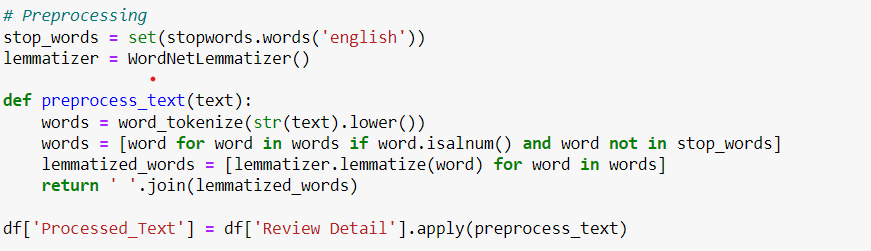 # Preprocessing
stop_words = set(stopwords.words('english'))
lemmatizer = WordNetLemmatizer()
def preprocess_text(text):
    words = word_tokenize(str(text).lower())
    words = [word for word in words if word.isalnum() and word not in stop_words]
    lemmatized_words = [lemmatizer.lemmatize(word) for word in words]
    return ' '.join(lemmatized_words)
df['Processed_Text'] = df['Review Detail'].apply(preprocess_text)